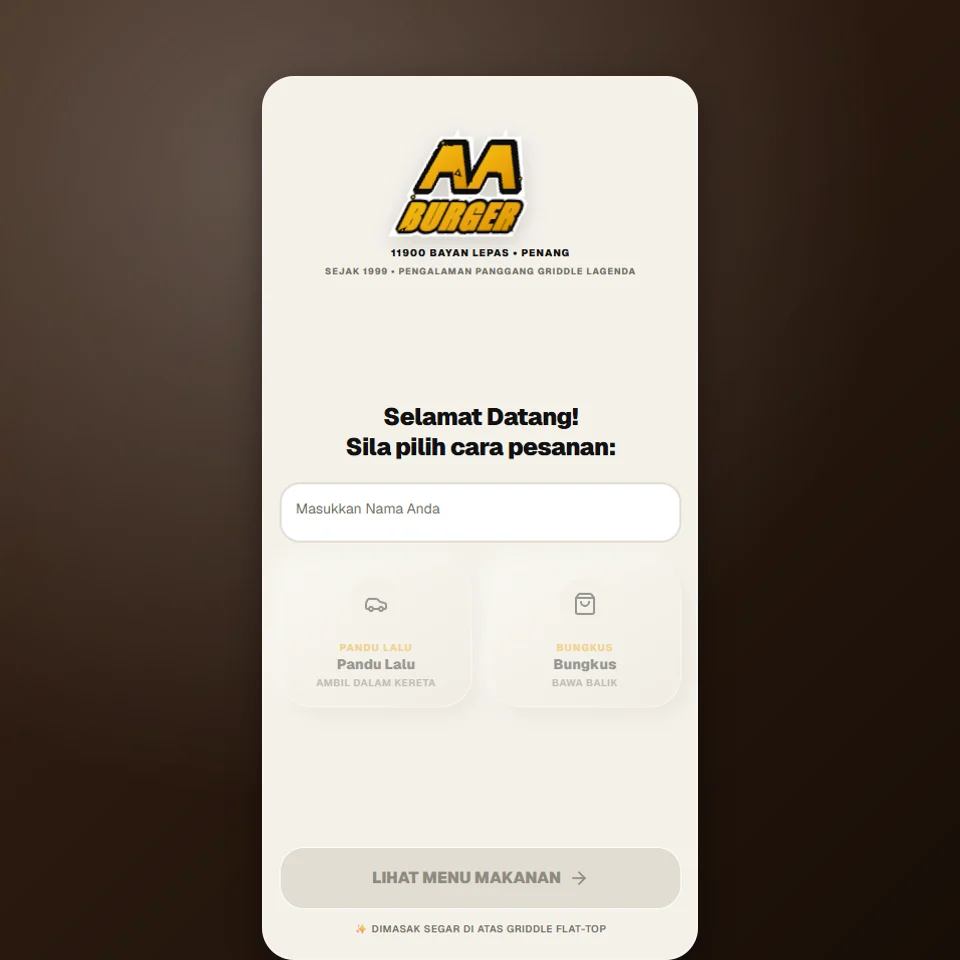 AA
BURGER
11900 BAYAN LEPAS • PENANG
SEJAK 1999 • PENGALAMAN PANGGANG GRIDDLE LAGENDA
Selamat Datang!
Sila pilih cara pesanan:
Masukkan Nama Anda
PANDU LALU
Pandu Lalu
AMBIL DALAM KERETA
BUNGKUS
Bungkus
BAWA BALIK
LIHAT MENU MAKANAN →
✨ DIMASAK SEGAR DI ATAS GRIDDLE FLAT-TOP